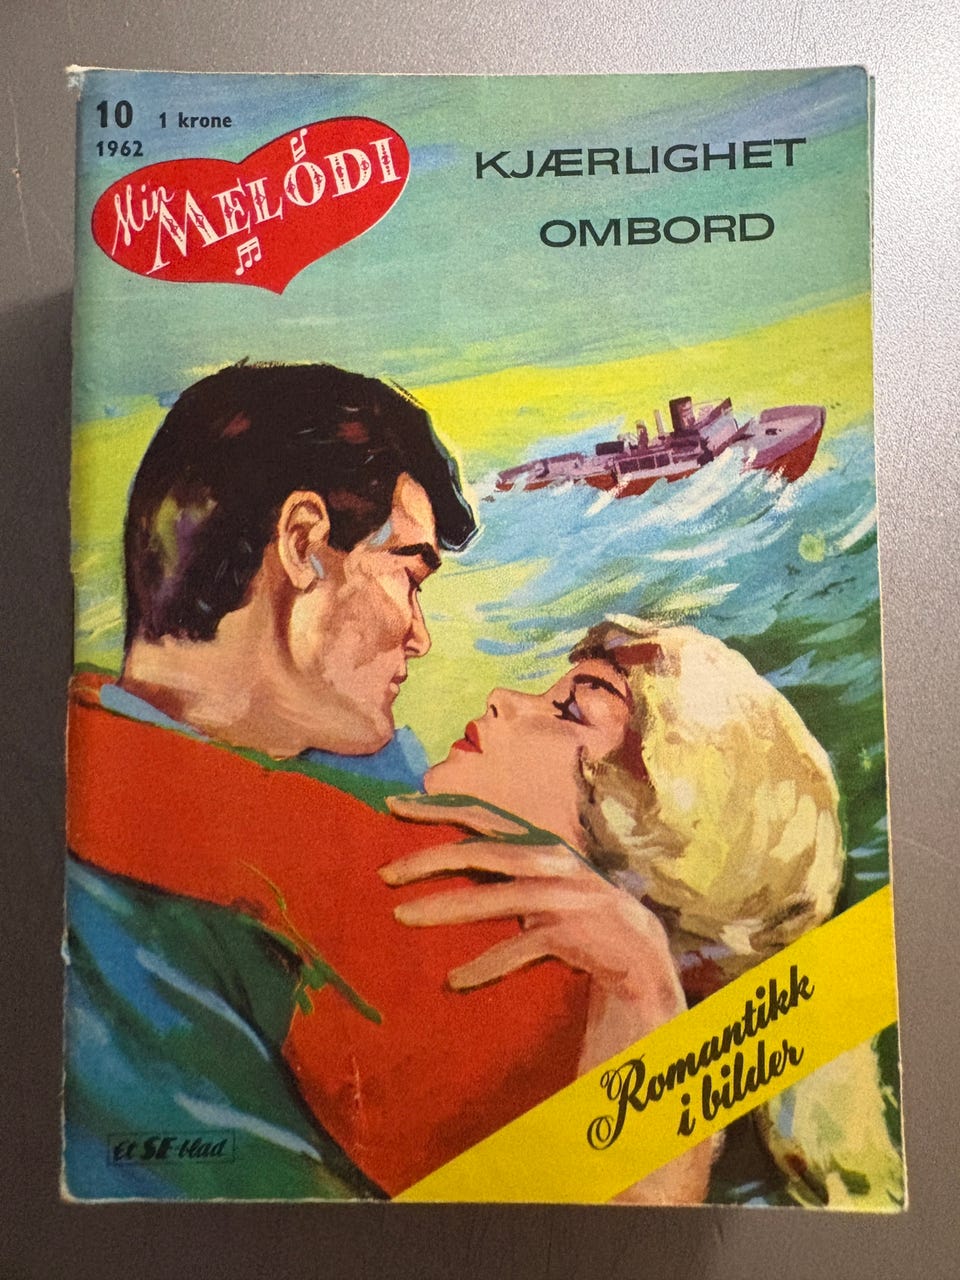 10 1 krone
1962
Min
MELODI
KJÆRLIGHET
OMBORD
Romantikk
i bilder
Et SE-blad